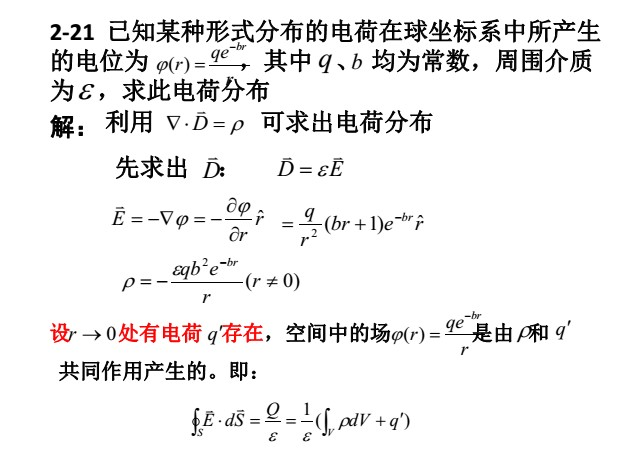 2-21 已知某种形式分布的电荷在球坐标系中所产生
的电位为 φ(r) = qe^{-br}/r，其中 q、b 均为常数，周围介质
为 ε，求此电荷分布
解： 利用 ∇·D⃗ = ρ 可求出电荷分布
先求出 D⃗： D⃗ = εE⃗
E⃗ = −∇φ = −∂φ/∂r r̂ = q/r² (br + 1)e^{-br} r̂
ρ = − εqb²e^{-br}/r (r ≠ 0)
设r → 0处有电荷 q′存在，空间中的场φ(r) = qe^{-br}/r 是由 ρ和 q′
共同作用产生的。即：
∮_S E⃗ · dS⃗ = Q/ε = 1/ε (∫_V ρdV + q′)